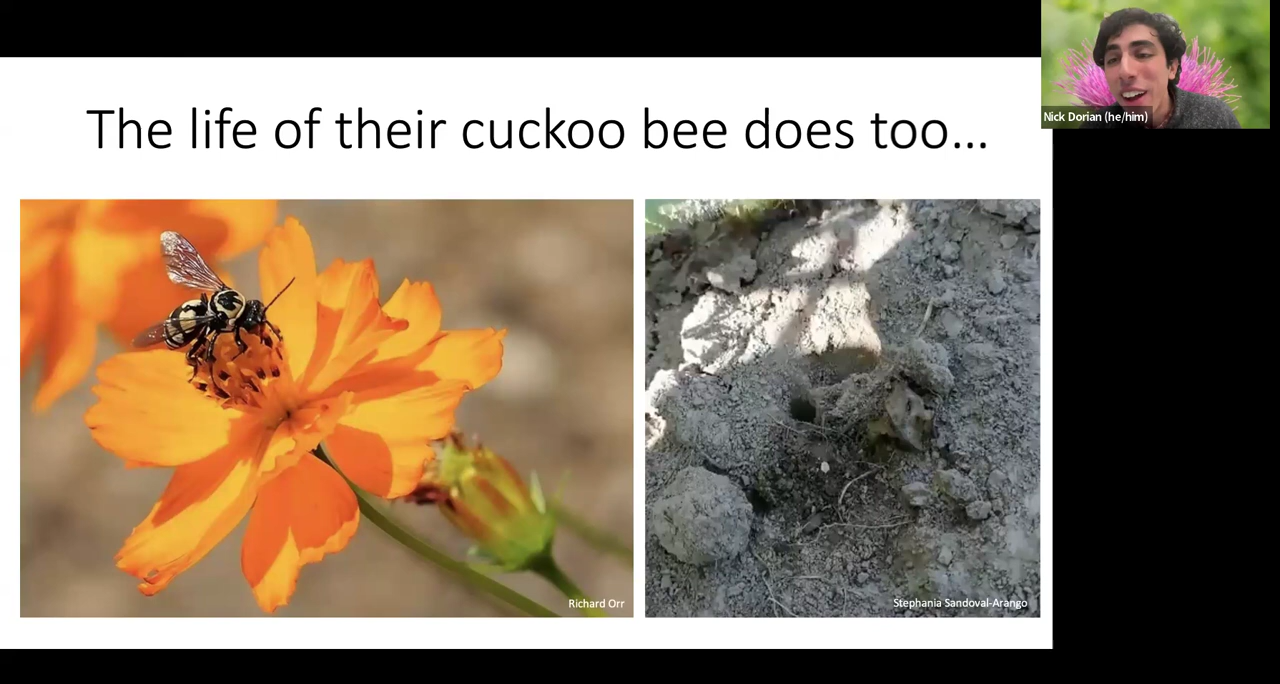 Nick Dorian (he/him)
The life of their cuckoo bee does too...
Richard Orr
Stephania Sandoval-Arango